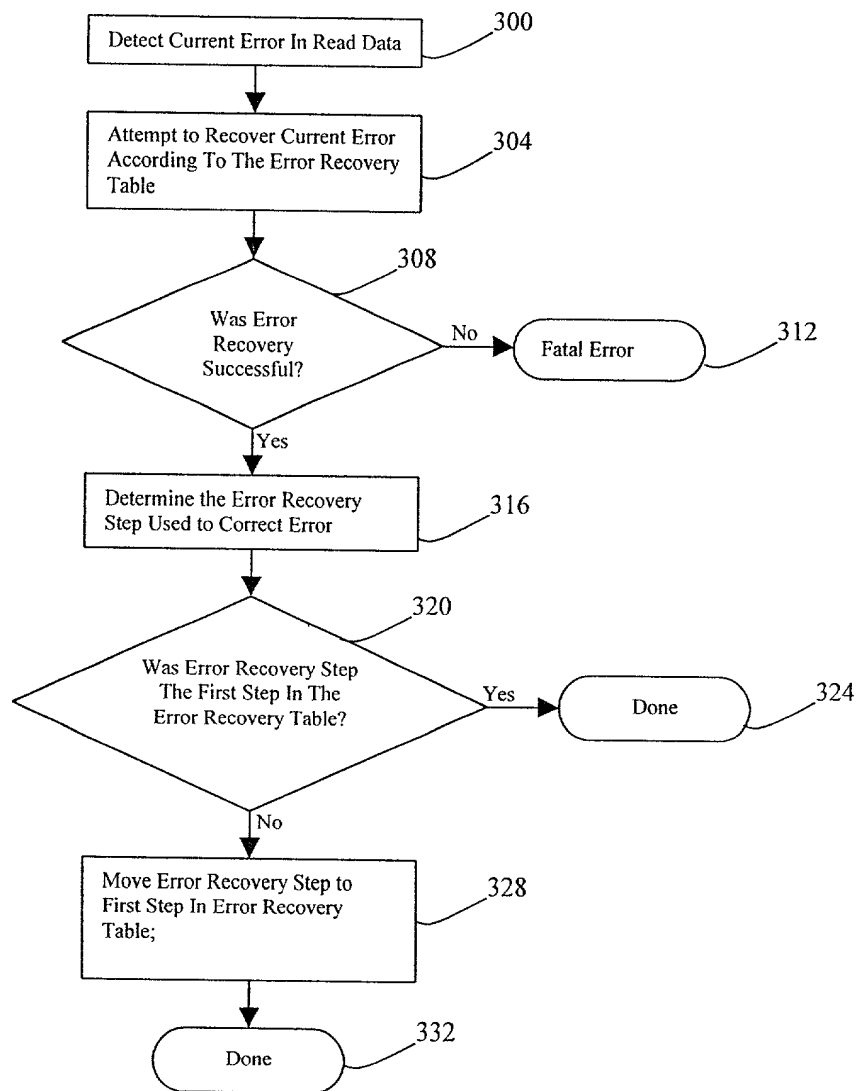 300
Detect Current Error In Read Data
Attempt to Recover Current Error
According To The Error Recovery
Table
304
308
Was Error
Recovery
Successful?
No
Fatal Error
312
Yes
Determine the Error Recovery
Step Used to Correct Error
316
320
Was Error Recovery Step
The First Step In The
Error Recovery Table?
Yes
Done
324
No
Move Error Recovery Step to
First Step In Error Recovery
Table;
328
Done
332